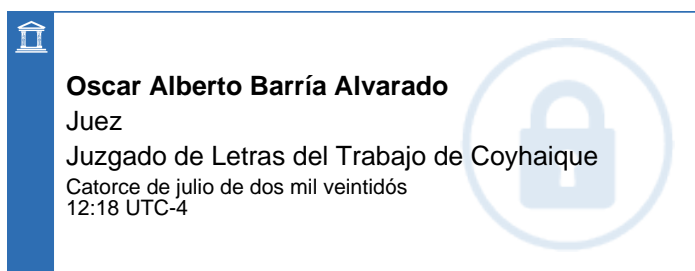 Oscar Alberto Barría Alvarado
Juez
Juzgado de Letras del Trabajo de Coyhaique
Catorce de julio de dos mil veintidós
12:18 UTC-4